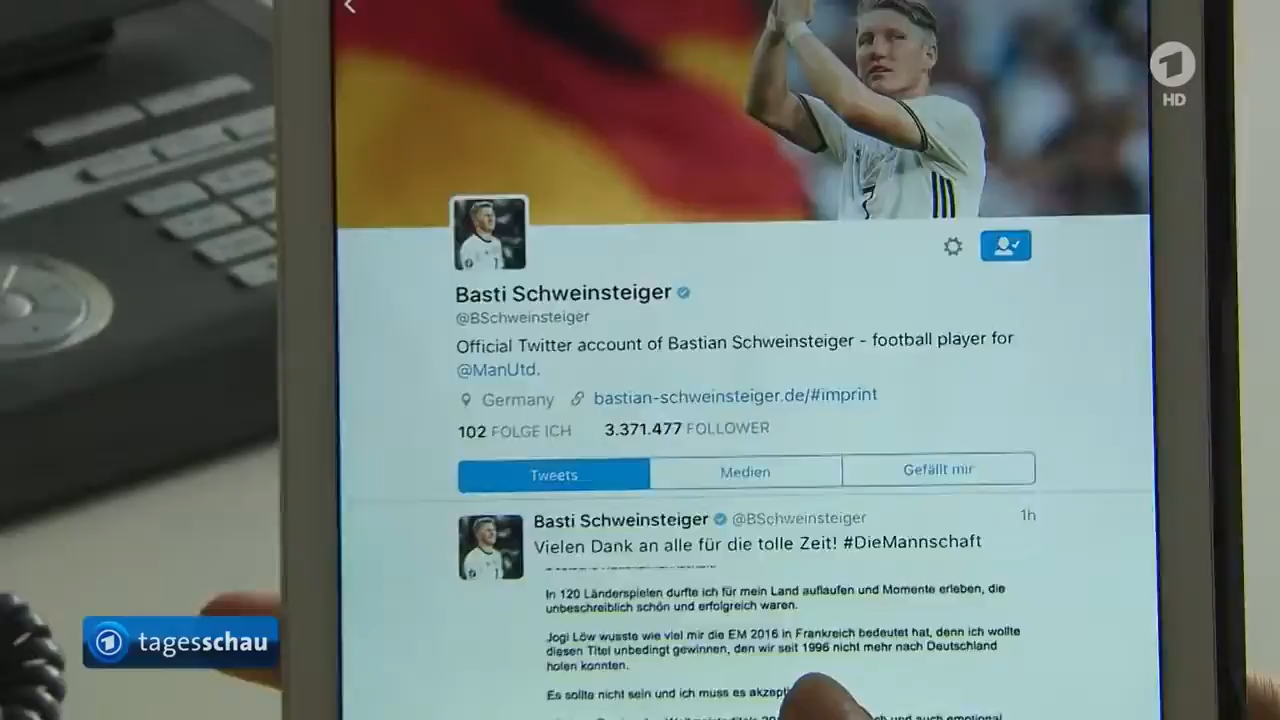 HD
7
Basti Schweinsteiger
@BSchweinsteiger
Official Twitter account of Bastian Schweinsteiger - football player for
@ManUtd.
Germany bastian-schweinsteiger.de/#imprint
102 FOLGE ICH 3.371.477 FOLLOWER
Tweets Medien Gefällt mir
Basti Schweinsteiger @BSchweinsteiger 1h
Vielen Dank an alle für die tolle Zeit! #DieMannschaft
In 120 Länderspielen durfte ich für mein Land auflaufen und Momente erleben, die
unbeschreiblich schön und erfolgreich waren.
Jogi Löw wusste wie viel mir die EM 2016 in Frankreich bedeutet hat, denn ich wollte
diesen Titel unbedingt gewinnen, den wir seit 1996 nicht mehr nach Deutschland
holen konnten.
Es sollte nicht sein und ich muss es
und auch emotional
1 tagesschau